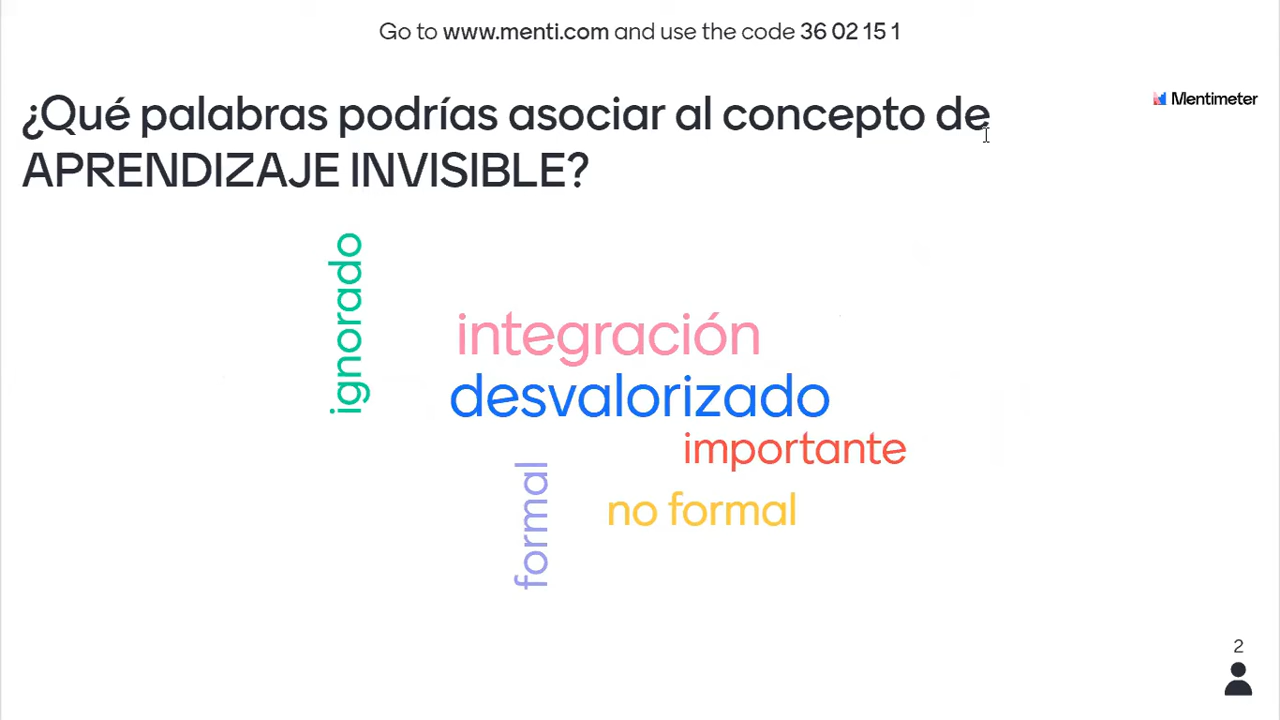 Go to www.menti.com and use the code 36 02 15 1
¿Qué palabras podrías asociar al concepto de
APRENDIZAJE INVISIBLE?
Mentimeter
ignorado
integración
desvalorizado
importante
formal
no formal
2